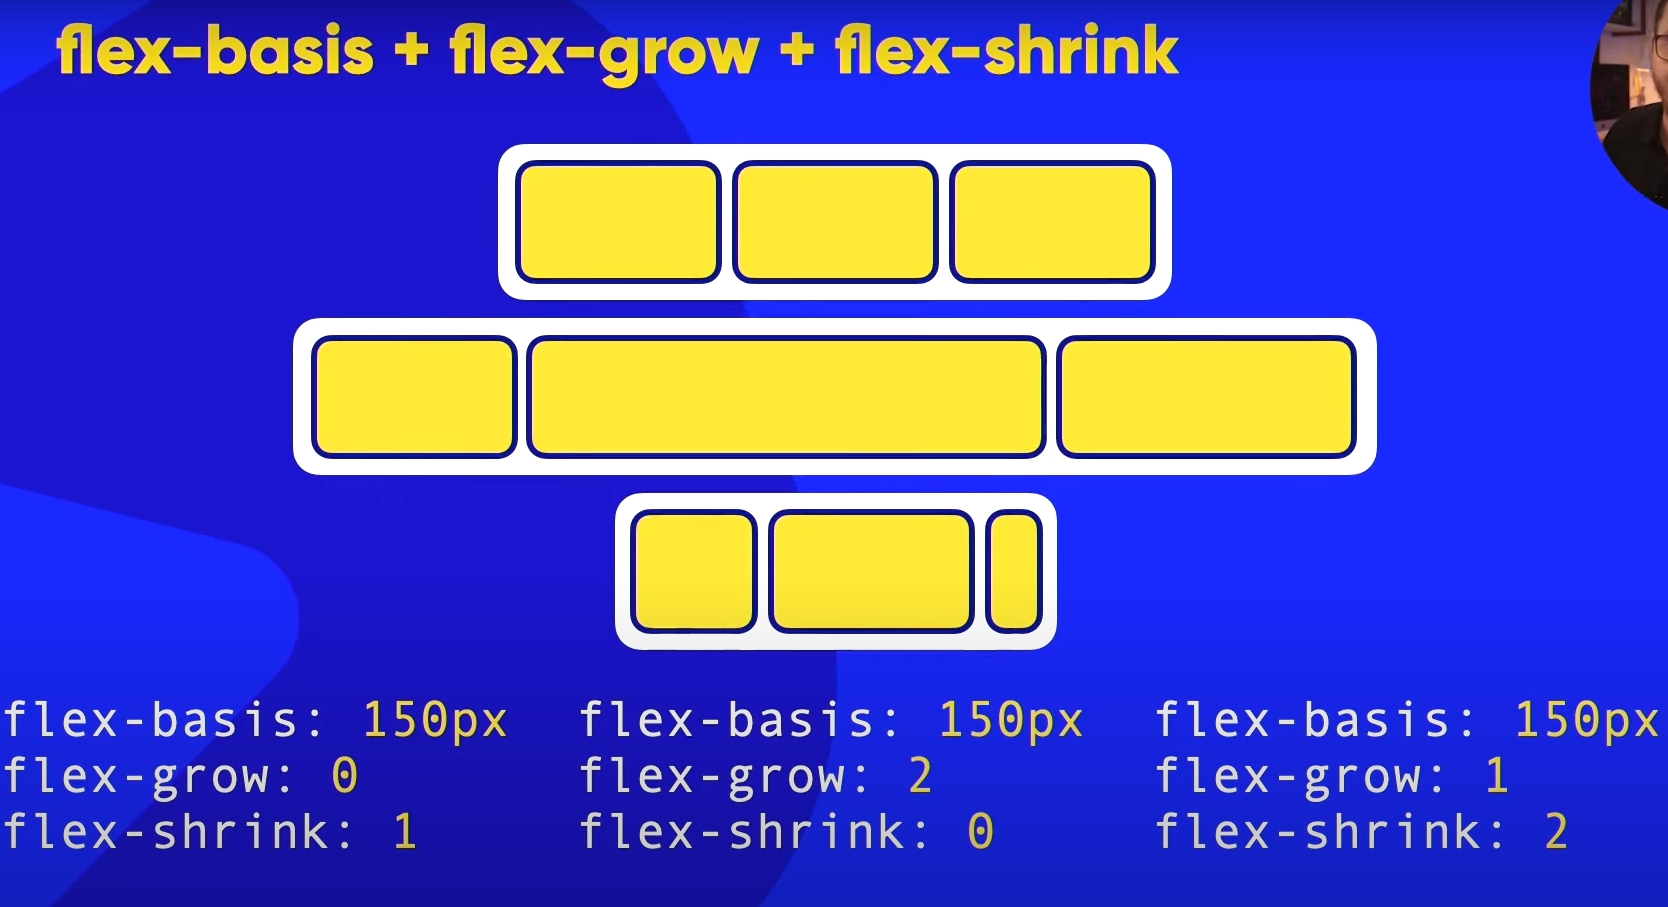 flex-basis + flex-grow + flex-shrink
flex-basis: 150px
flex-grow: 0
flex-shrink: 1
flex-basis: 150px
flex-grow: 2
flex-shrink: 0
flex-basis: 150px
flex-grow: 1
flex-shrink: 2